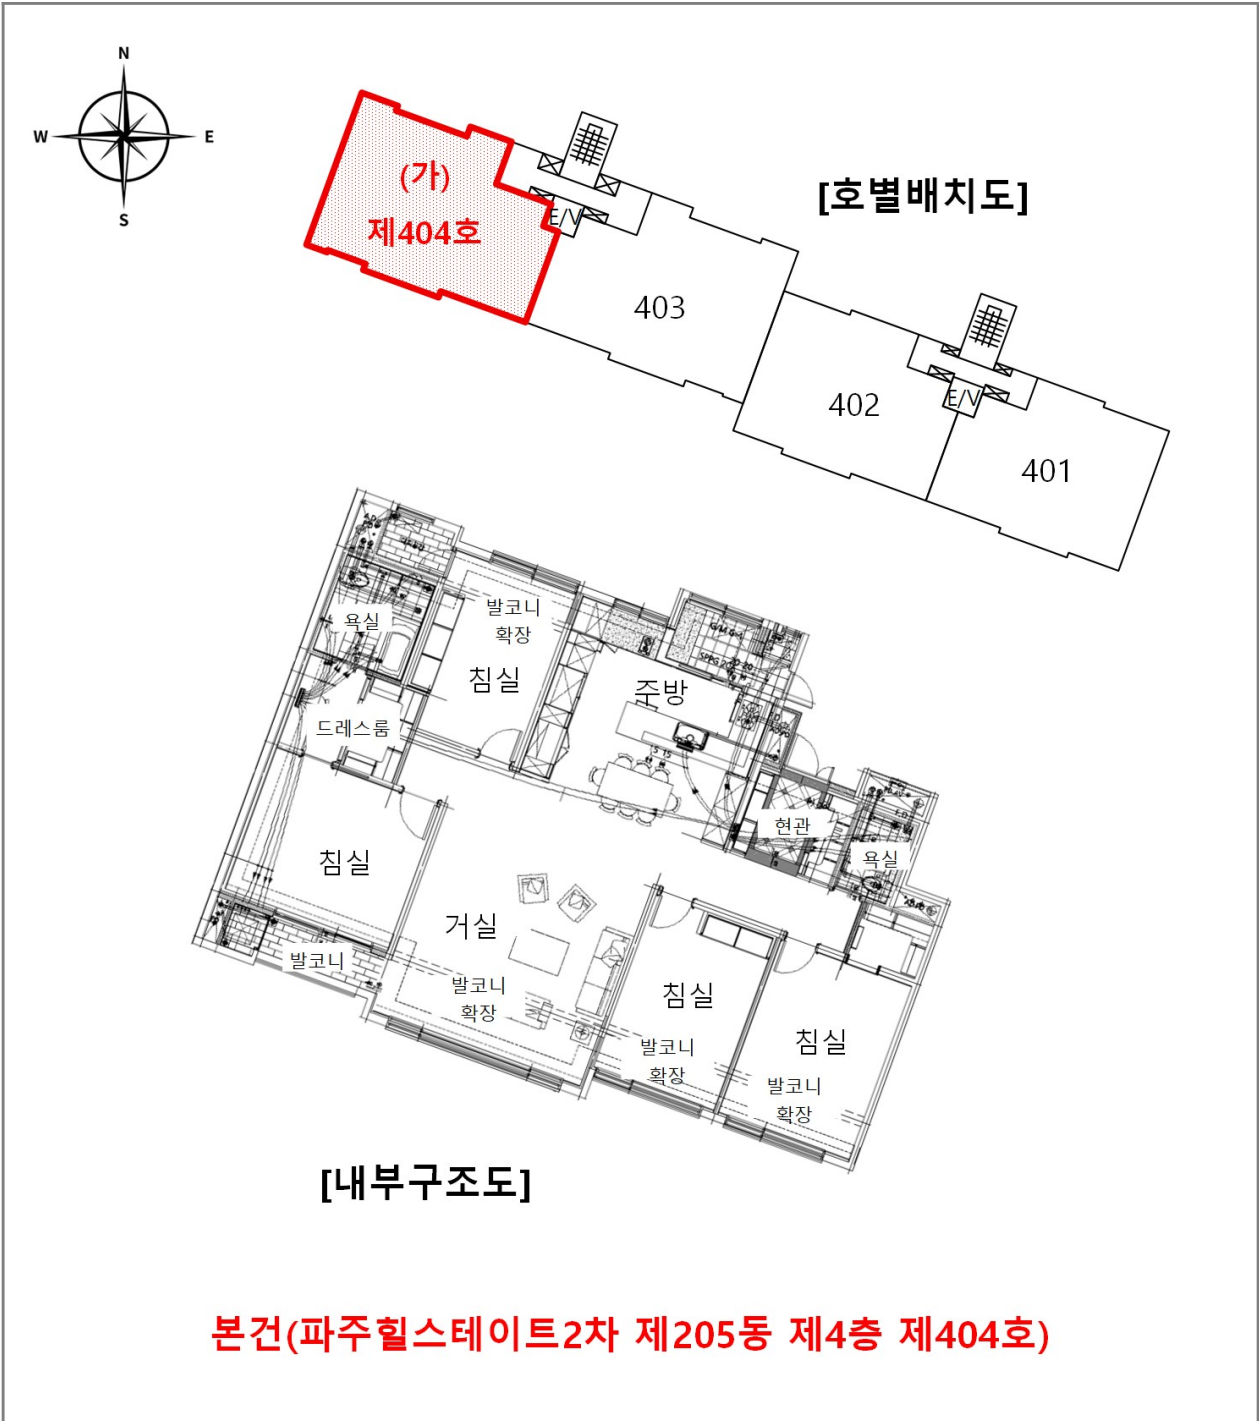 N
W
E
S
(가)
제404호
[호별배치도]
E/V
403
402
E/V
401
욕실
발코니
확장
침실
주방
드레스룸
현관
욕실
침실
거실
발코니
발코니
확장
침실
발코니
확장
침실
발코니
확장
[내부구조도]
본건(파주힐스테이트2차 제205동 제4층 제404호)